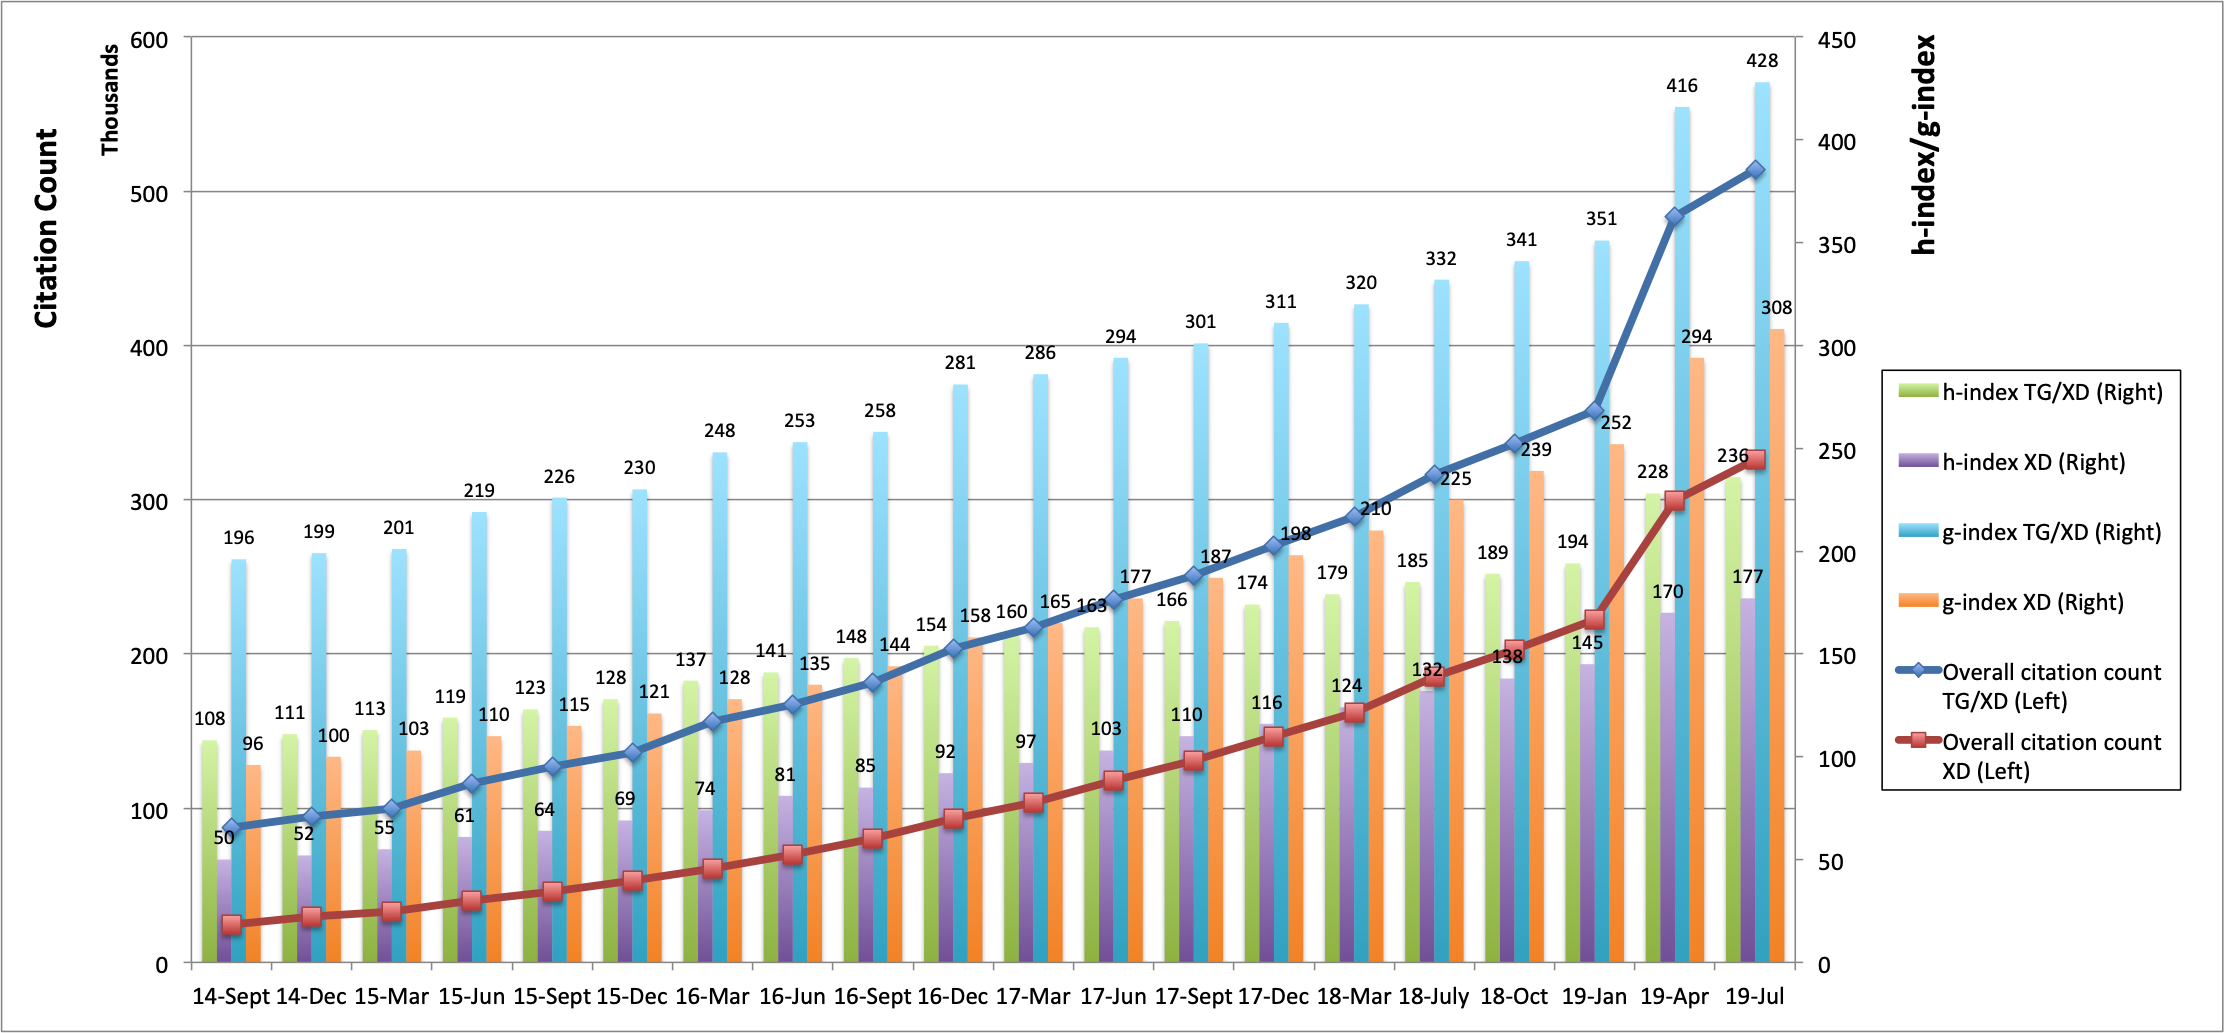 Citation Count
Thousands
600
500
400
300
200
100
0
450
400
350
300
250
200
150
100
50
0
h-index/g-index
108 111 113 119 123 128 137 141 148 154 160 163 166 174 179 185 189 194 228 236
50 52 55 61 64 69 74 81 85 92 97 103 110 116 124 132 138 145 170 177
196 199 201 219 226 230 248 253 258 281 286 294 301 311 320 332 341 351 416 428
96 100 103 110 115 121 128 135 144 158 165 177 187 198 210 225 239 252 294 308
14-Sept 14-Dec 15-Mar 15-Jun 15-Sept 15-Dec 16-Mar 16-Jun 16-Sept 16-Dec 17-Mar 17-Jun 17-Sept 17-Dec 18-Mar 18-July 18-Oct 19-Jan 19-Apr 19-Jul
h-index TG/XD (Right)
h-index XD (Right)
g-index TG/XD (Right)
g-index XD (Right)
Overall citation count
TG/XD (Left)
Overall citation count
XD (Left)